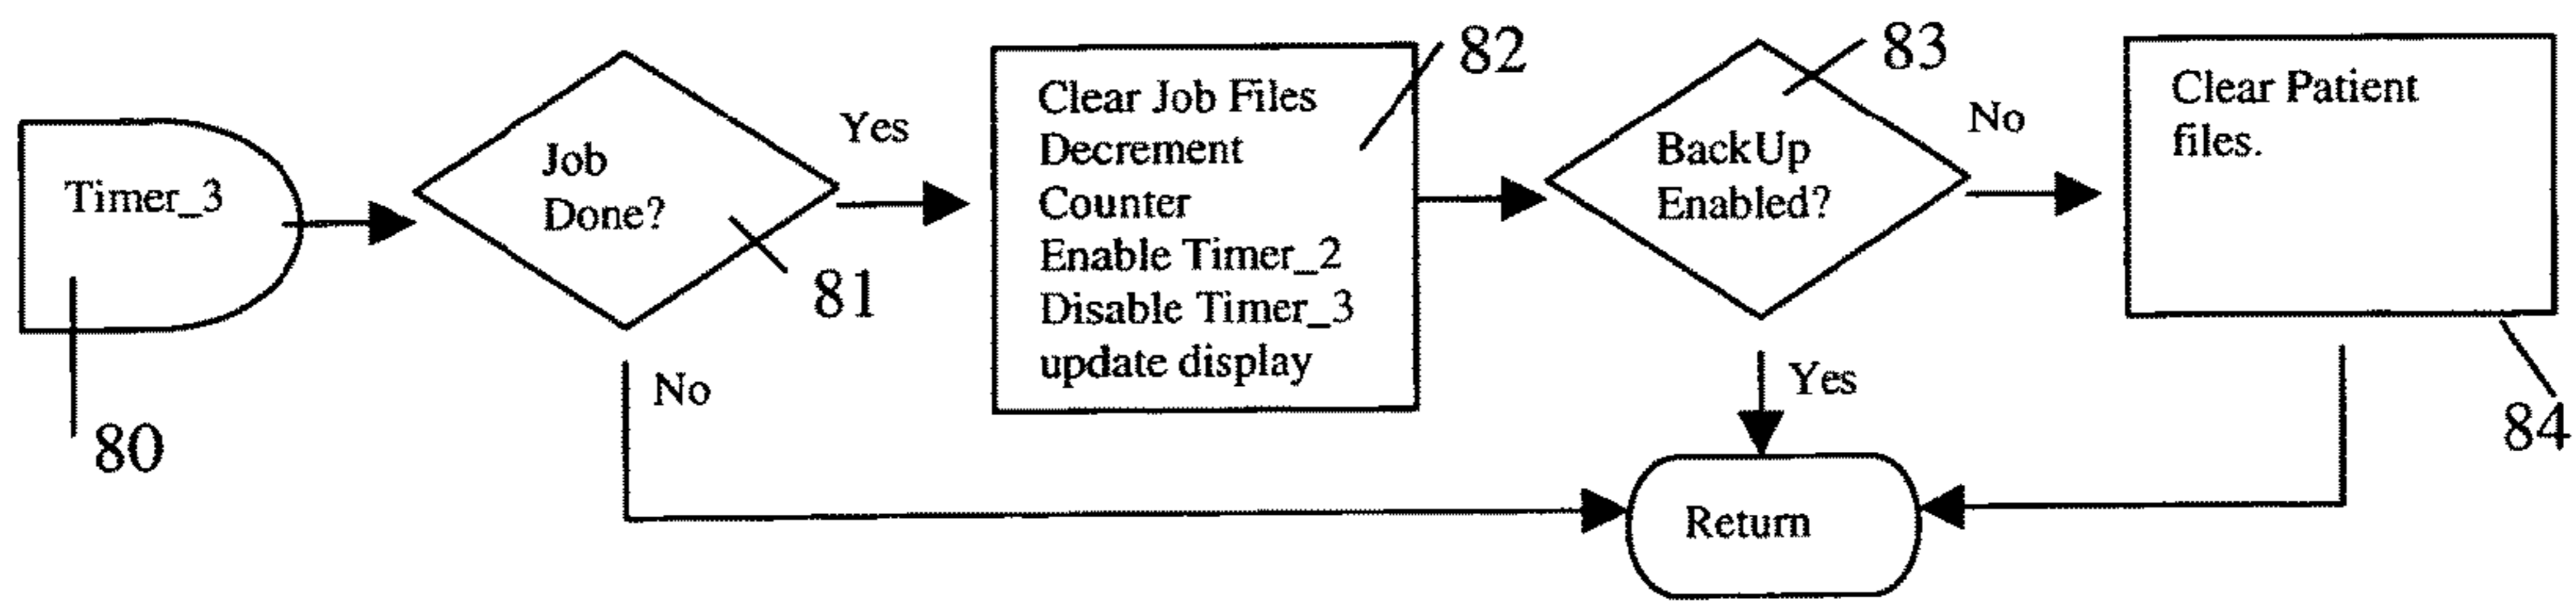 Timer_3
80
Job
Done?
81
Yes
No
Clear Job Files
Decrement
Counter
Enable Timer_2
Disable Timer_3
update display
82
BackUp
Enabled?
83
No
Yes
Clear Patient
files.
84
Return